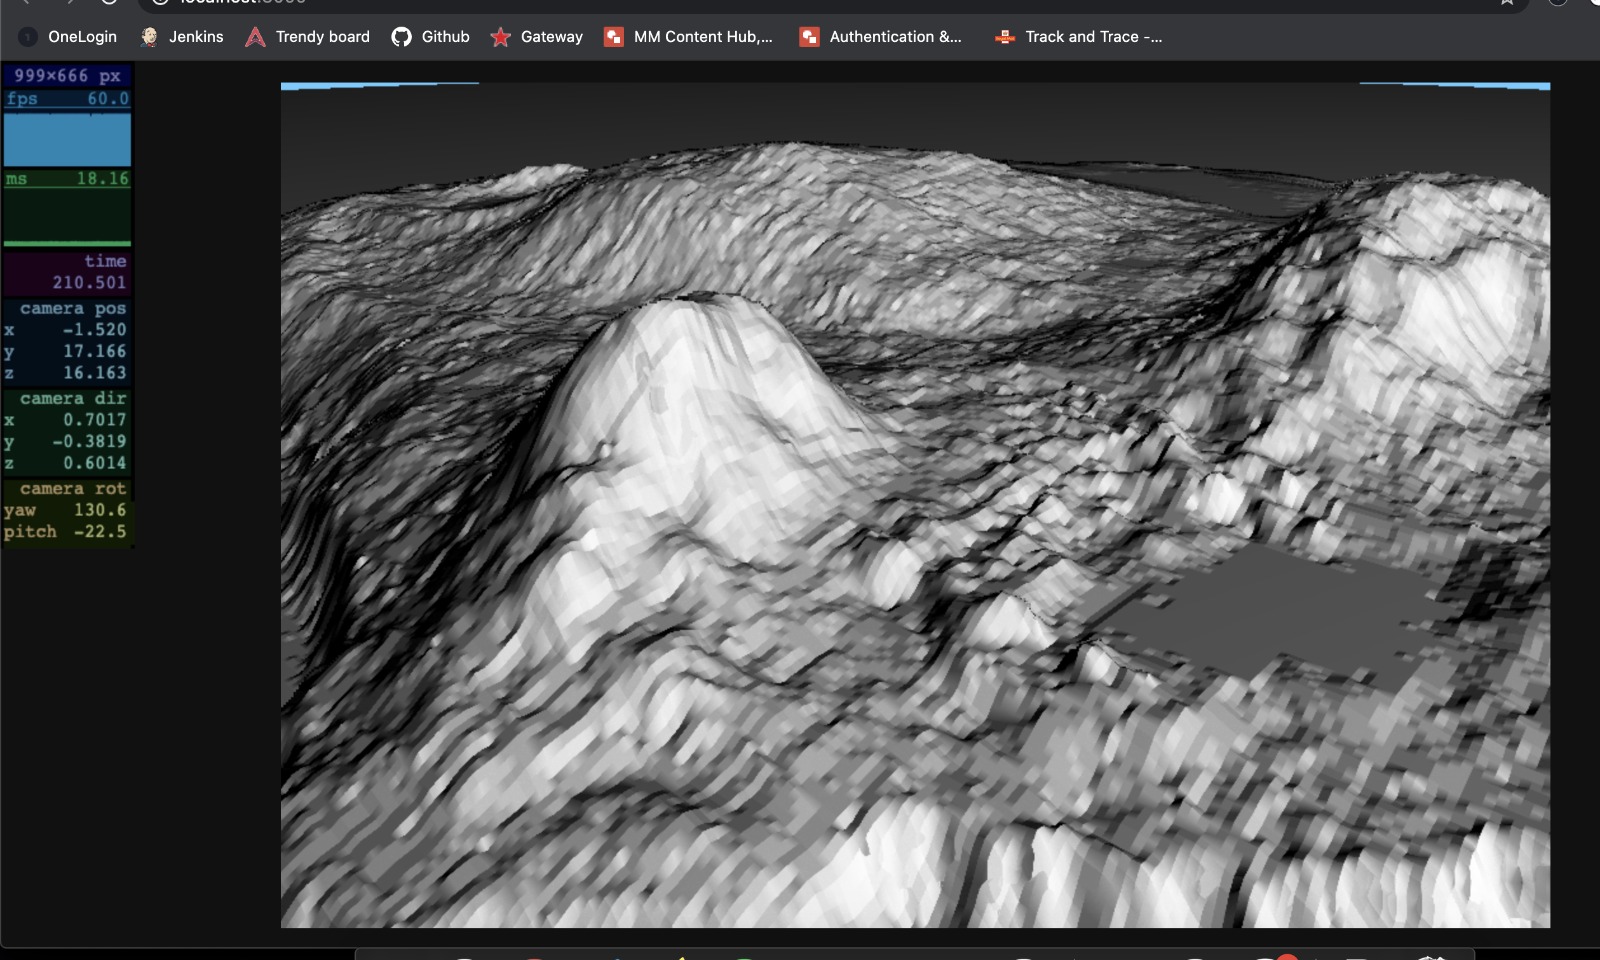 OneLogin Jenkins Trendy board Github Gateway MM Content Hub,... Authentication &... Track and Trace -...
999×666 px
fps 60.0
ms 18.16
time
210.501
camera pos
x -1.520
y 17.166
z 16.163
camera dir
x 0.7017
y -0.3819
z 0.6014
camera rot
yaw 130.6
pitch -22.5